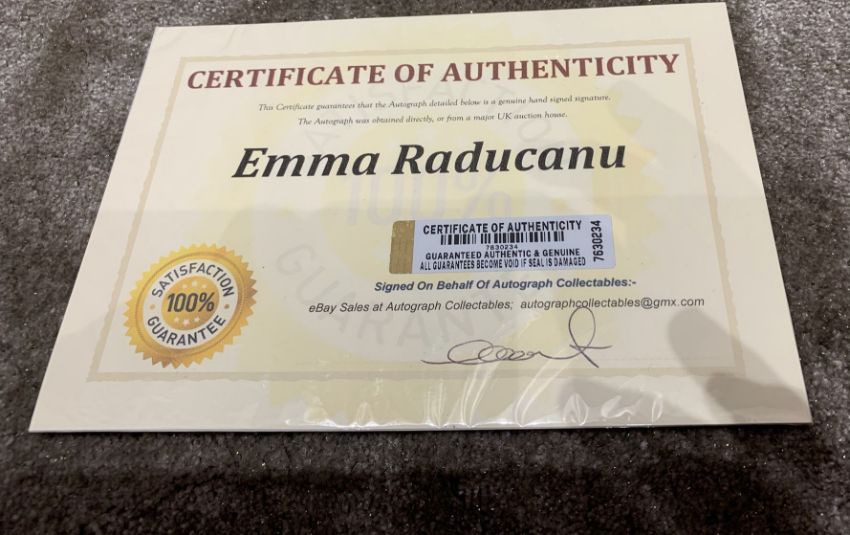 CERTIFICATE OF AUTHENTICITY
This Certificate guarantees that the Autograph detailed below is a genuine hand signed signature.
The Autograph was obtained directly, or from a major UK auction house.
Emma Raducanu
CERTIFICATE OF AUTHENTICITY
7630234
GUARANTEED AUTHENTIC & GENUINE
ALL GUARANTEES BECOME VOID IF SEAL IS DAMAGED
7630234
SATISFACTION
100%
GUARANTEE
Signed On Behalf Of Autograph Collectables:-
eBay Sales at Autograph Collectables; autographcollectables@gmx.com